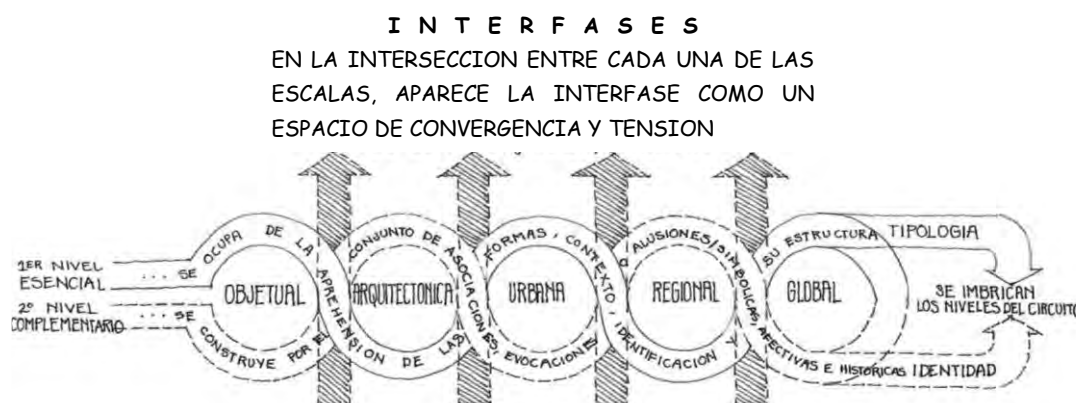 INTERFASES
EN LA INTERSECCION ENTRE CADA UNA DE LAS
ESCALAS, APARECE LA INTERFASE COMO UN
ESPACIO DE CONVERGENCIA Y TENSION
1ER NIVEL
ESENCIAL
... SE OCUPA DE LA APREHENSION DE LAS FORMAS, CONTEXTO, IDENTIFICACION Y SU ESTRUCTURA TIPOLOGIA
2º NIVEL
COMPLEMENTARIO
... SE CONSTRUYE POR EL CONJUNTO DE ASOCIACIONES, EVOCACIONES O ALUSIONES/SIMBOLICAS, AFECTIVAS E HISTORICAS IDENTIDAD
OBJETUAL
ARQUITECTONICA
URBANA
REGIONAL
GLOBAL
SE IMBRICAN
LOS NIVELES DEL CIRCUITO